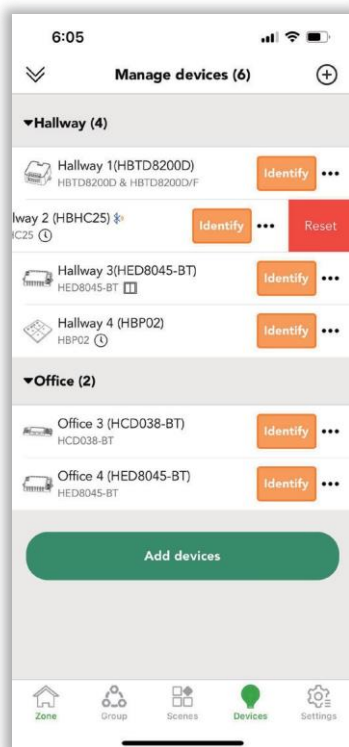 6:05
Manage devices (6)
Hallway (4)
Hallway 1(HBTD8200D)
HBTD8200D & HBTD8200D/F
Identify
lway 2 (HBHC25)
HC25
Identify
Reset
Hallway 3(HED8045-BT)
HED8045-BT
Identify
Hallway 4 (HBP02)
HBP02
Identify
Office (2)
Office 3 (HCD038-BT)
HCD038-BT
Identify
Office 4 (HED8045-BT)
HED8045-BT
Identify
Add devices
Zone Group Scenes Devices Settings